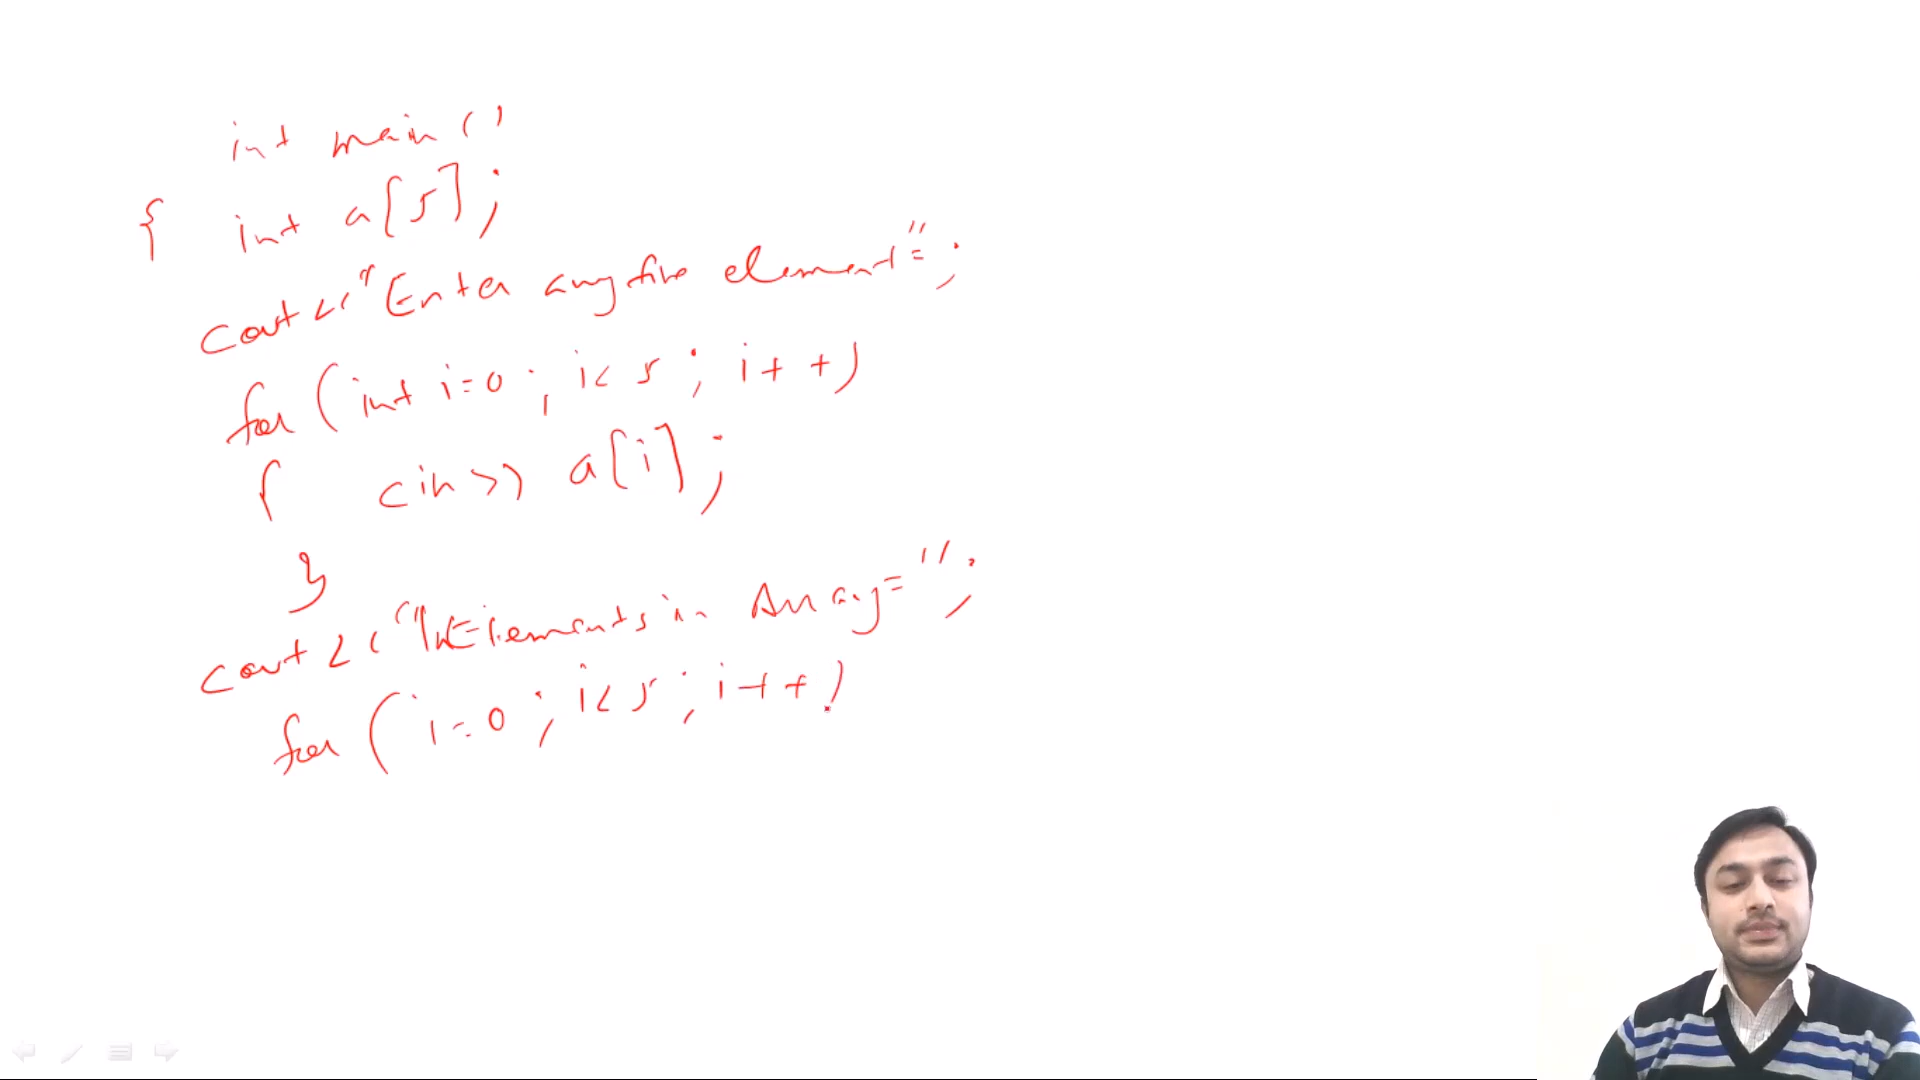 int main()
{ int a[5];
cout<<"Enter any five element=";
for (int i=0; i<5; i++)
{ cin>> a[i];
}
cout<<"\nElements in Array=";
for (i=0; i<5; i++)